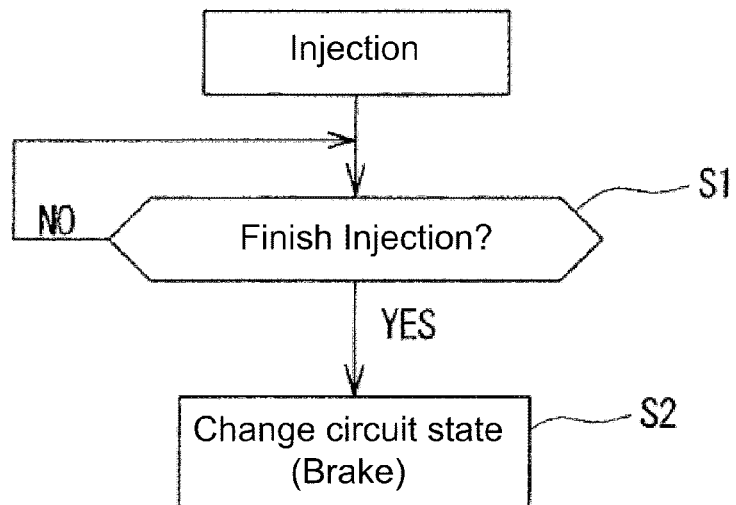 Injection
S1
NO
Finish Injection?
YES
Change circuit state
(Brake)
S2